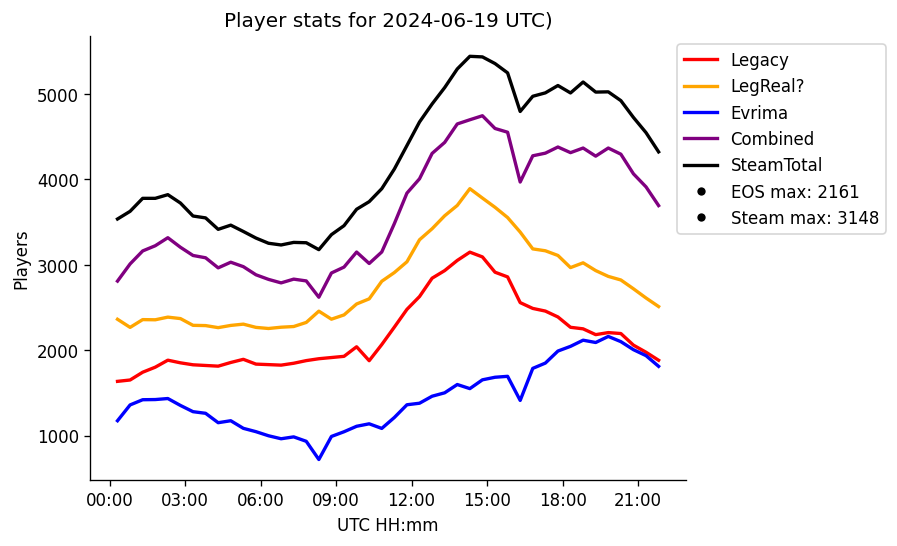 Player stats for 2024-06-19 UTC)
Legacy
LegReal?
Evrima
Combined
SteamTotal
EOS max: 2161
Steam max: 3148
Players
5000
4000
3000
2000
1000
00:00 03:00 06:00 09:00 12:00 15:00 18:00 21:00
UTC HH:mm